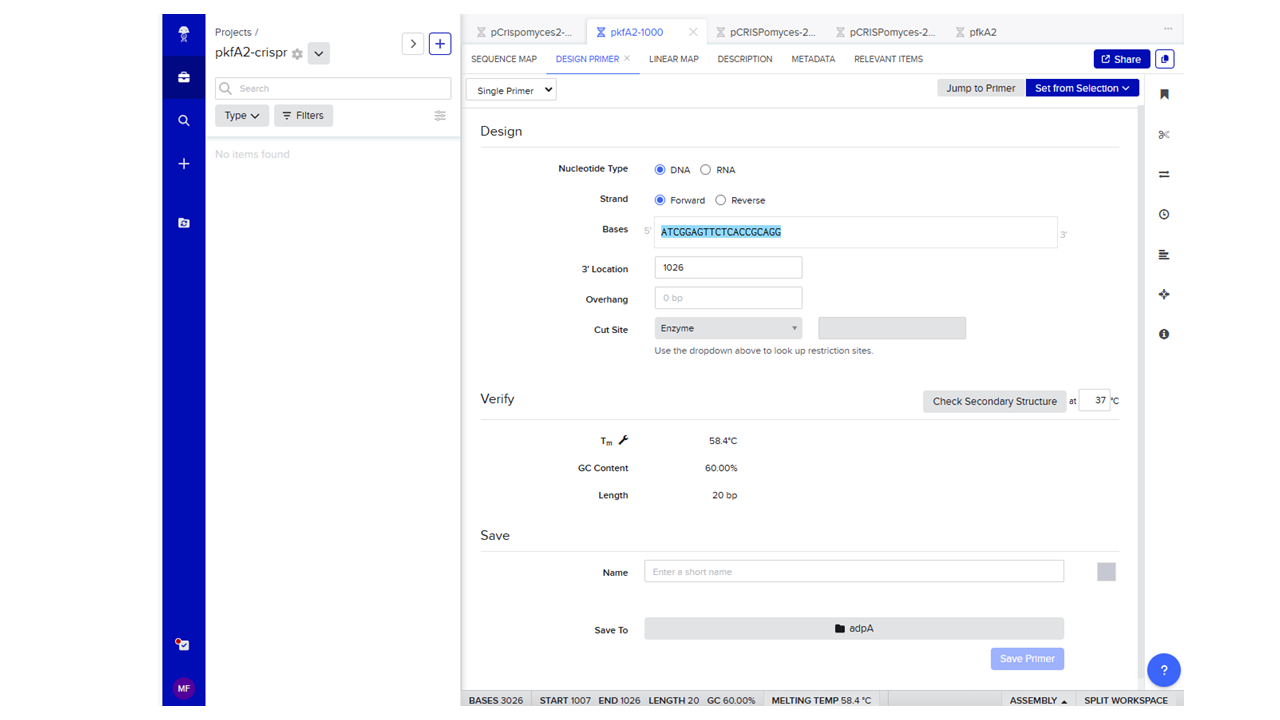 Projects /
pkfA2-crispr
Search
Type
Filters
No items found
MF
pCrispomyces2-...
pkfA2-1000
pCRISPomyces-2...
pCRISPomyces-2...
pfkA2
SEQUENCE MAP
DESIGN PRIMER
LINEAR MAP
DESCRIPTION
METADATA
RELEVANT ITEMS
Share
Single Primer
Jump to Primer
Set from Selection
Design
Nucleotide Type
DNA
RNA
Strand
Forward
Reverse
Bases
5'
ATCGGAGTTCTCACCGCAGG
3'
3' Location
1026
Overhang
0 bp
Cut Site
Enzyme
Use the dropdown above to look up restriction sites.
Verify
Check Secondary Structure at 37 °C
Tm 58.4°C
GC Content 60.00%
Length 20 bp
Save
Name
Enter a short name
Save To
adpA
Save Primer
?
BASES 3026 START 1007 END 1026 LENGTH 20 GC 60.00% MELTING TEMP 58.4 °C ASSEMBLY SPLIT WORKSPACE